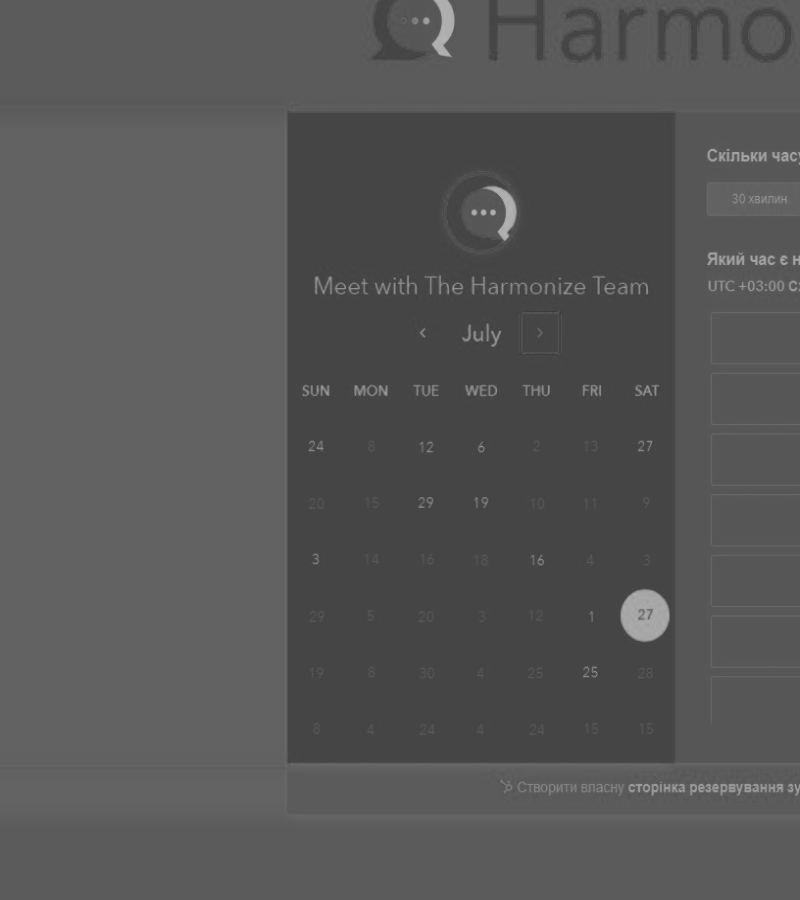 Harmo
Meet with The Harmonize Team
July
SUN MON TUE WED THU FRI SAT
24 8 12 6 2 13 27
20 15 29 19 10 11 9
3 14 16 18 16 4 3
29 5 20 3 12 1 27
19 8 30 4 25 25 28
8 4 24 4 24 15 15
Скільки часу
30 хвилин
Який час є н
UTC +03:00 С
Створити власну сторінка резервування зу